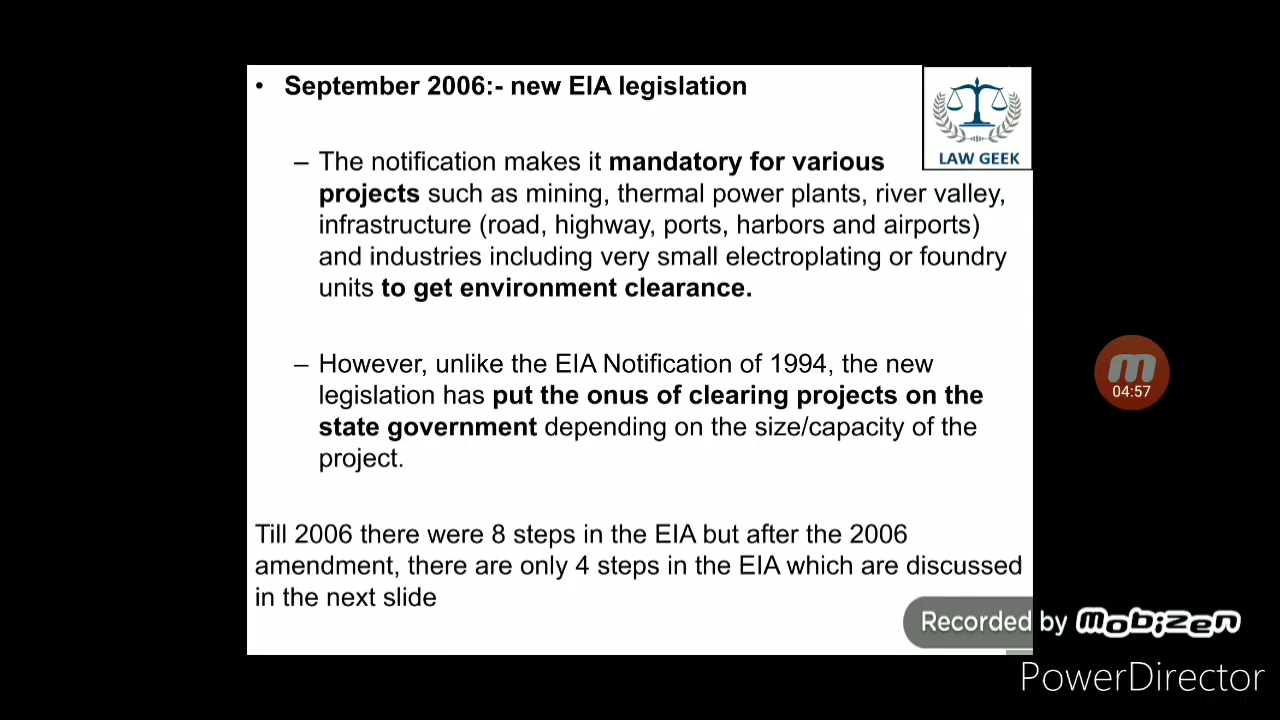 • September 2006:- new EIA legislation
LAW GEEK
– The notification makes it mandatory for various
projects such as mining, thermal power plants, river valley,
infrastructure (road, highway, ports, harbors and airports)
and industries including very small electroplating or foundry
units to get environment clearance.
– However, unlike the EIA Notification of 1994, the new
legislation has put the onus of clearing projects on the
state government depending on the size/capacity of the
project.
04:57
Till 2006 there were 8 steps in the EIA but after the 2006
amendment, there are only 4 steps in the EIA which are discussed
in the next slide
Recorded by mobizen
PowerDirector